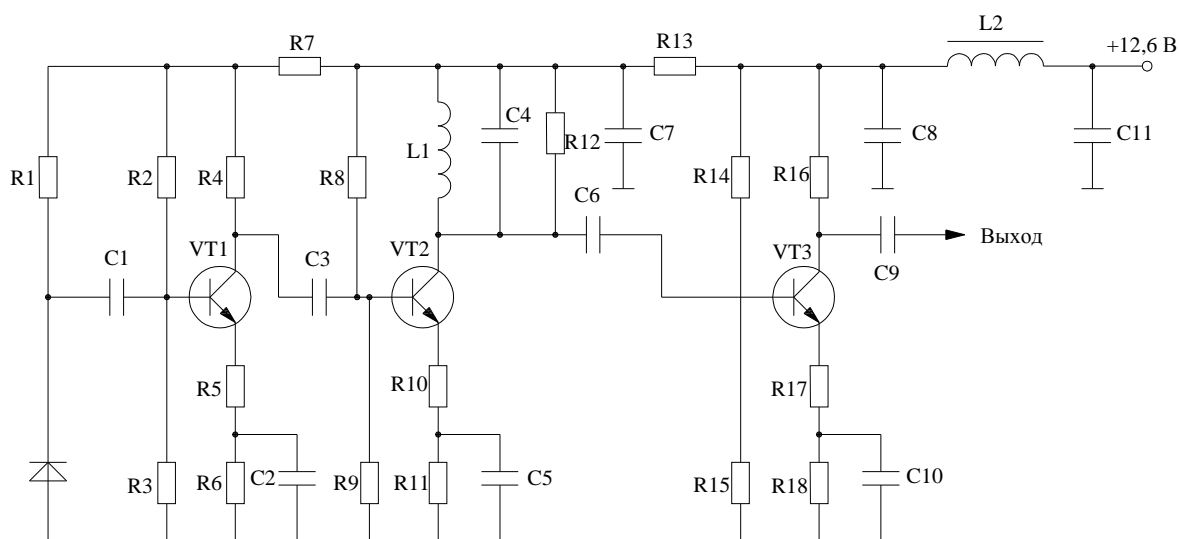 L2
+12,6 В
R7
R13
C4
R12
C7
C8
C11
L1
R1
R2
R4
R8
R14
R16
C6
VT1
VT2
VT3
Выход
C1
C3
C9
R5
R10
R17
R3
R6
C2
R9
R11
C5
R15
R18
C10